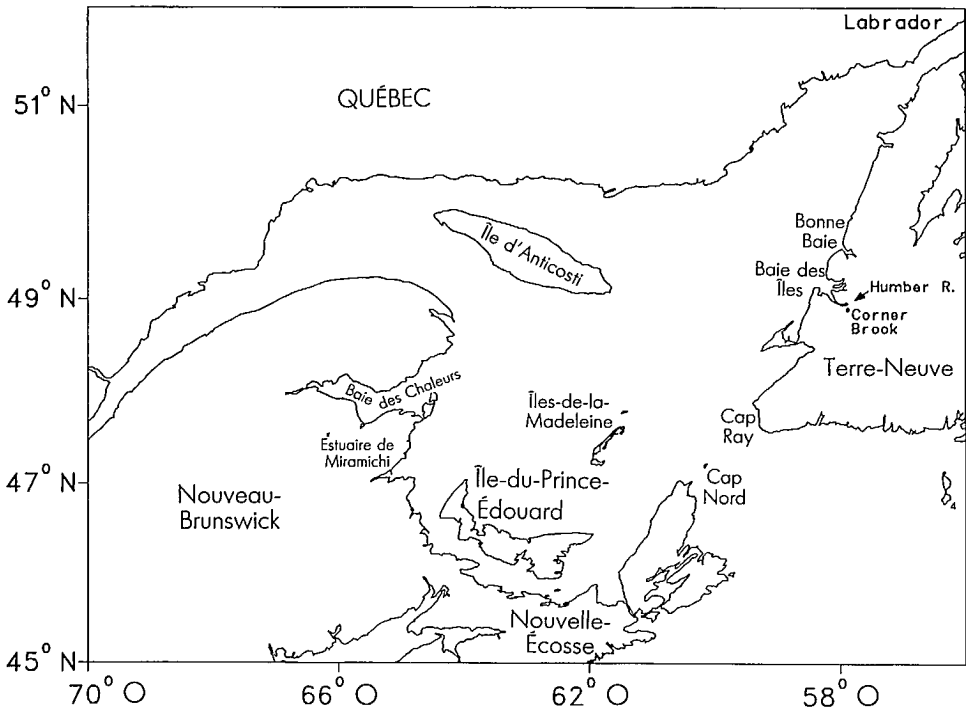 Labrador
51° N
QUÉBEC
Bonne
Baie
Île d'Anticosti
Baie des
Îles
Humber R.
49° N
Corner
Brook
Terre-Neuve
Baie des Chaleurs
Îles-de-la-
Madeleine
Cap
Ray
Estuaire de
Miramichi
47° N
Île-du-Prince-
Édouard
Cap
Nord
Nouveau-
Brunswick
Nouvelle-
Écosse
45° N
70° O
66° O
62° O
58° O